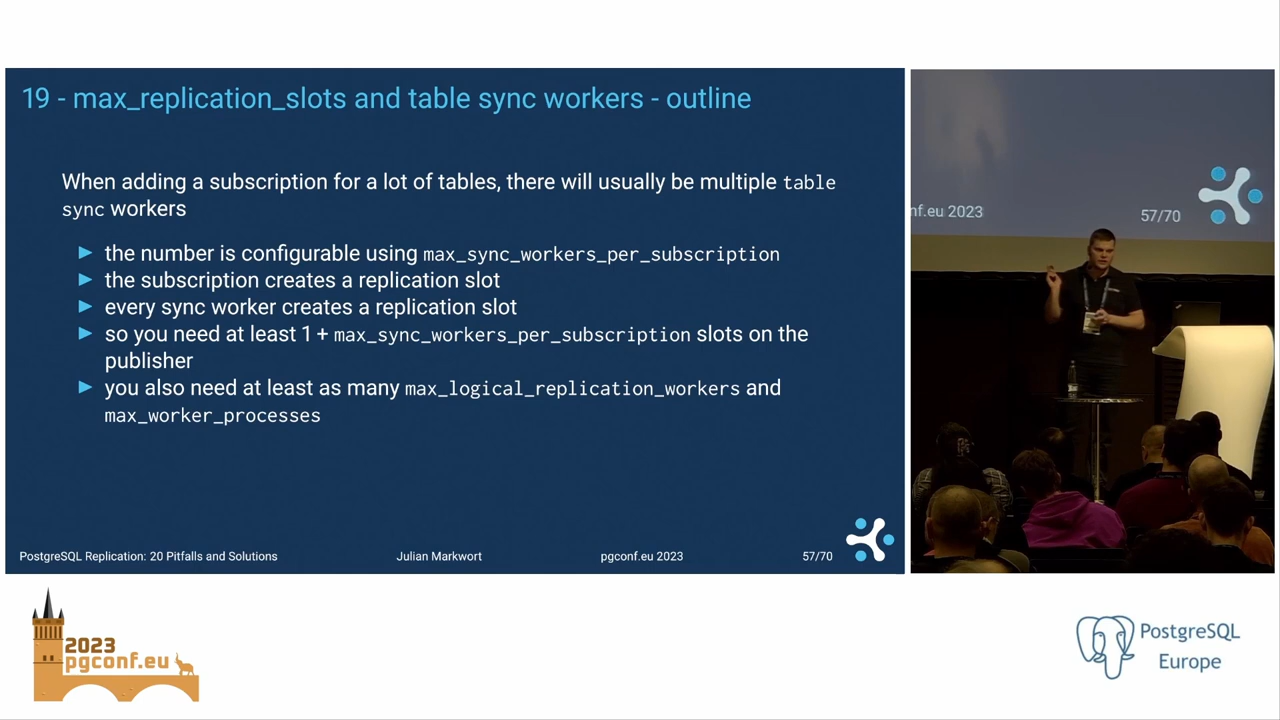 19 - max_replication_slots and table sync workers - outline
When adding a subscription for a lot of tables, there will usually be multiple table
sync workers
the number is configurable using max_sync_workers_per_subscription
the subscription creates a replication slot
every sync worker creates a replication slot
so you need at least 1 + max_sync_workers_per_subscription slots on the
publisher
you also need at least as many max_logical_replication_workers and
max_worker_processes
PostgreSQL Replication: 20 Pitfalls and Solutions
Julian Markwort
pgconf.eu 2023
57/70
nf.eu 2023
57/70
2023
pgconf.eu
PostgreSQL
Europe